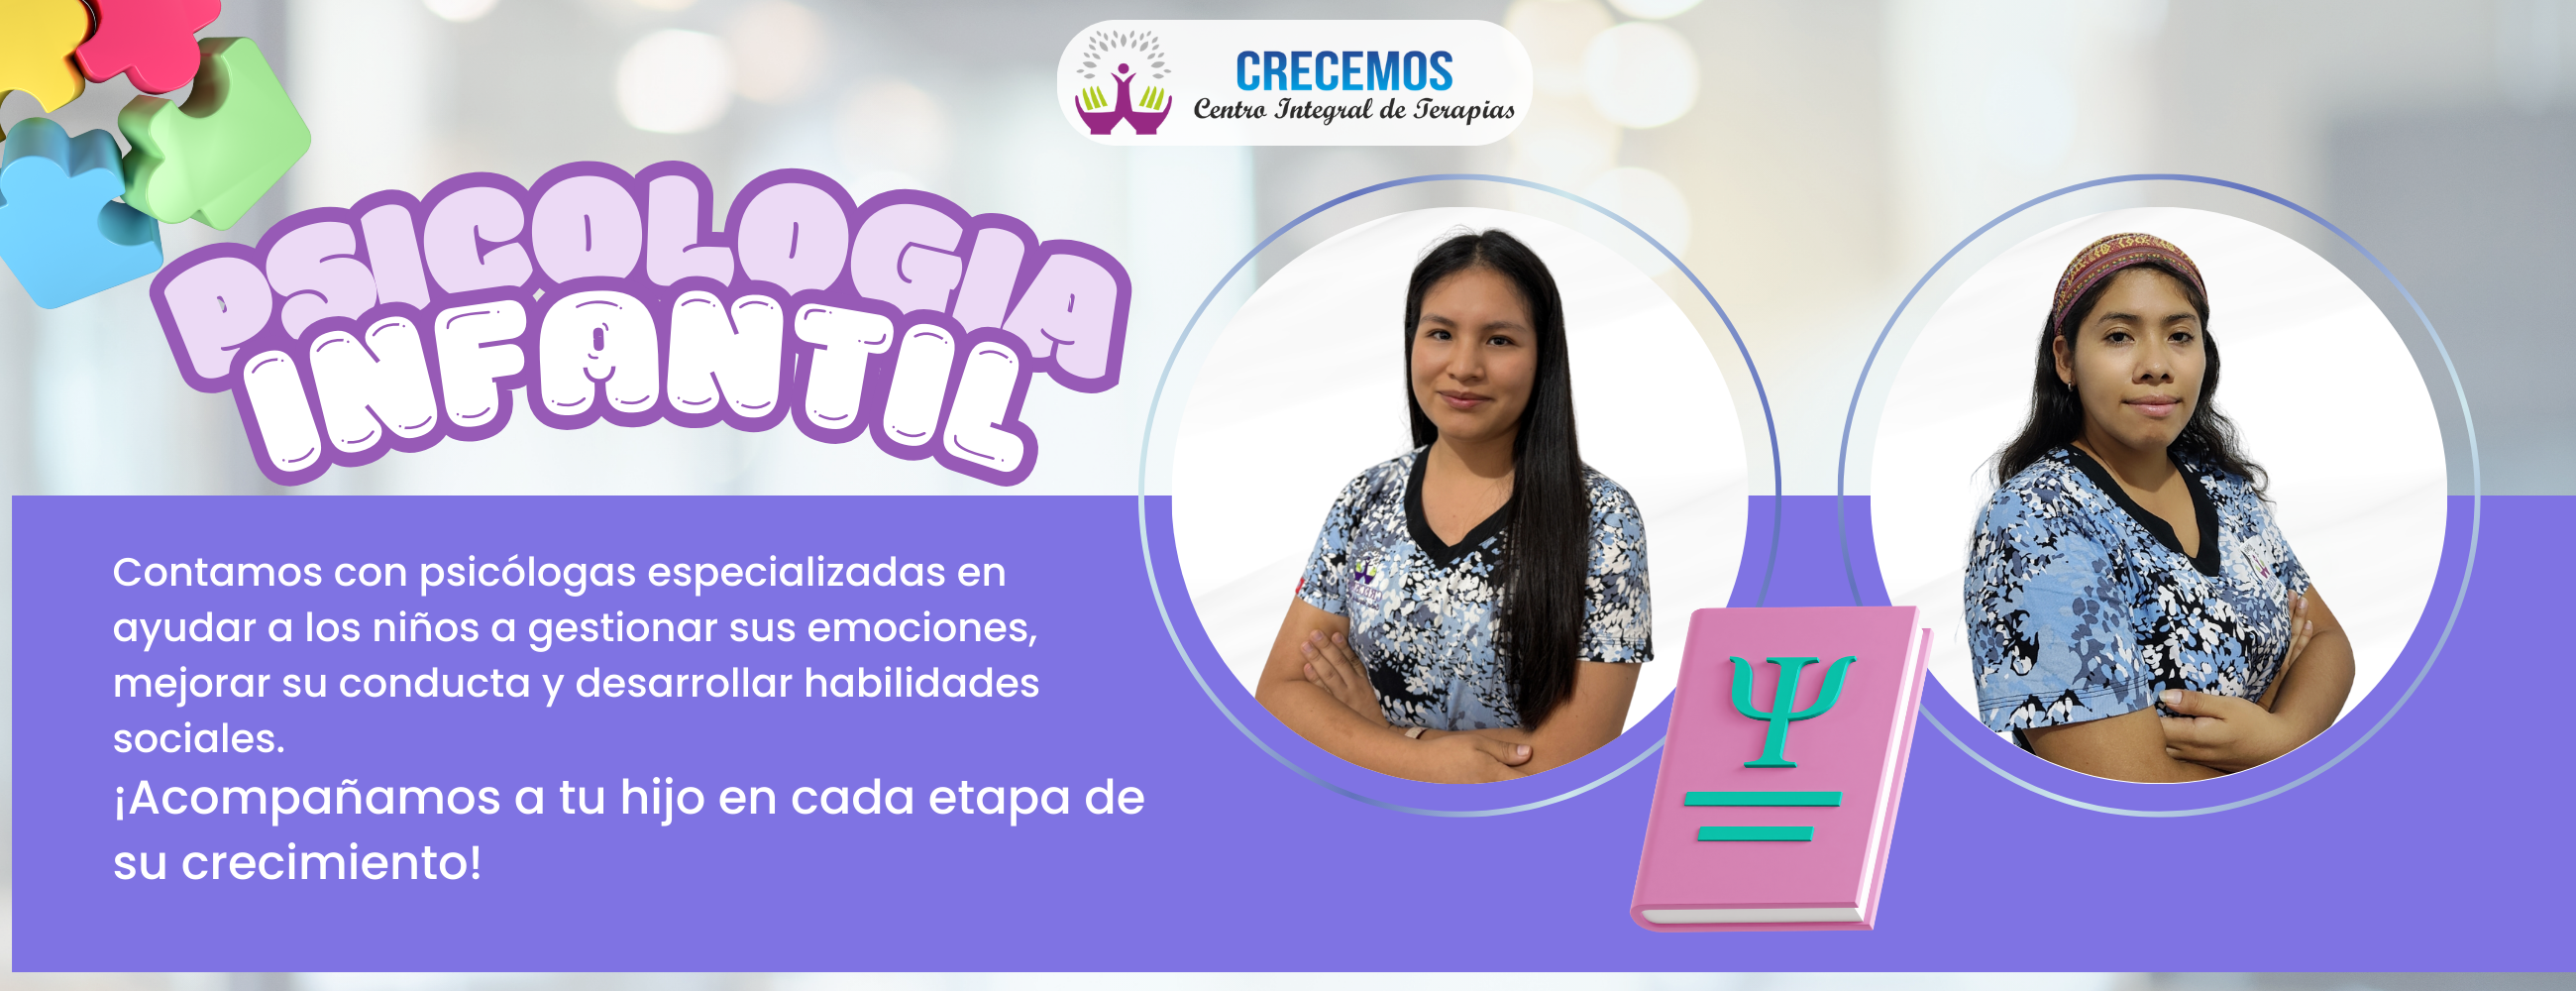 CRECEMOS
Centro Integral de Terapias
PSICOLOGIA
INFANTIL
Contamos con psicólogas especializadas en
ayudar a los niños a gestionar sus emociones,
mejorar su conducta y desarrollar habilidades
sociales.
¡Acompañamos a tu hijo en cada etapa de
su crecimiento!
Ψ